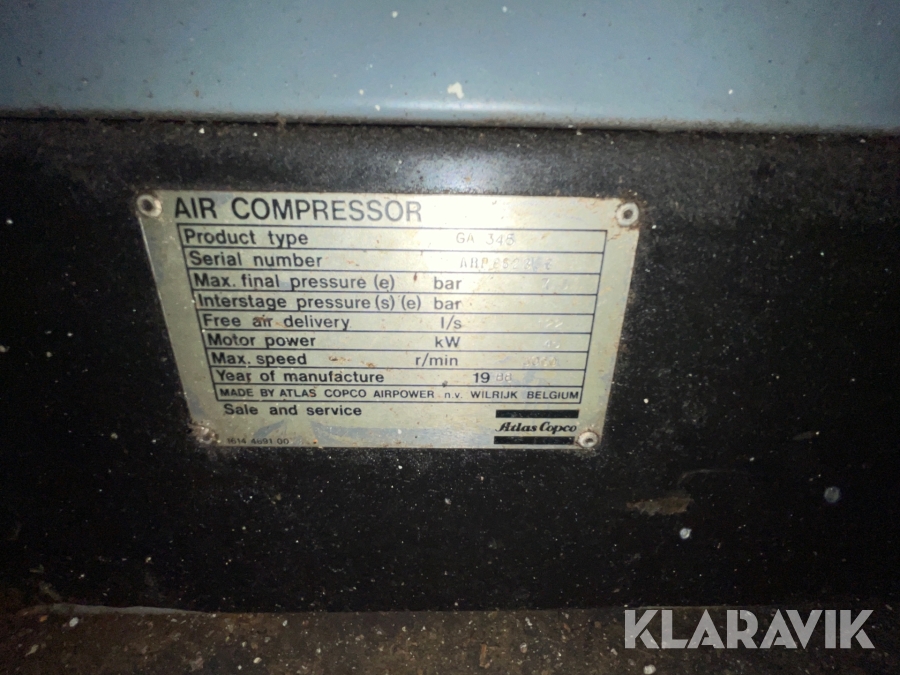 AIR COMPRESSOR
Product type GA 345
Serial number
Max. final pressure (e) bar
Interstage pressure (s) (e) bar
Free air delivery l/s
Motor power kW
Max. speed r/min
Year of manufacture 19
MADE BY ATLAS COPCO AIRPOWER n.v. WILRIJK BELGIUM
Sale and service
Atlas Copco
KLARAVIK